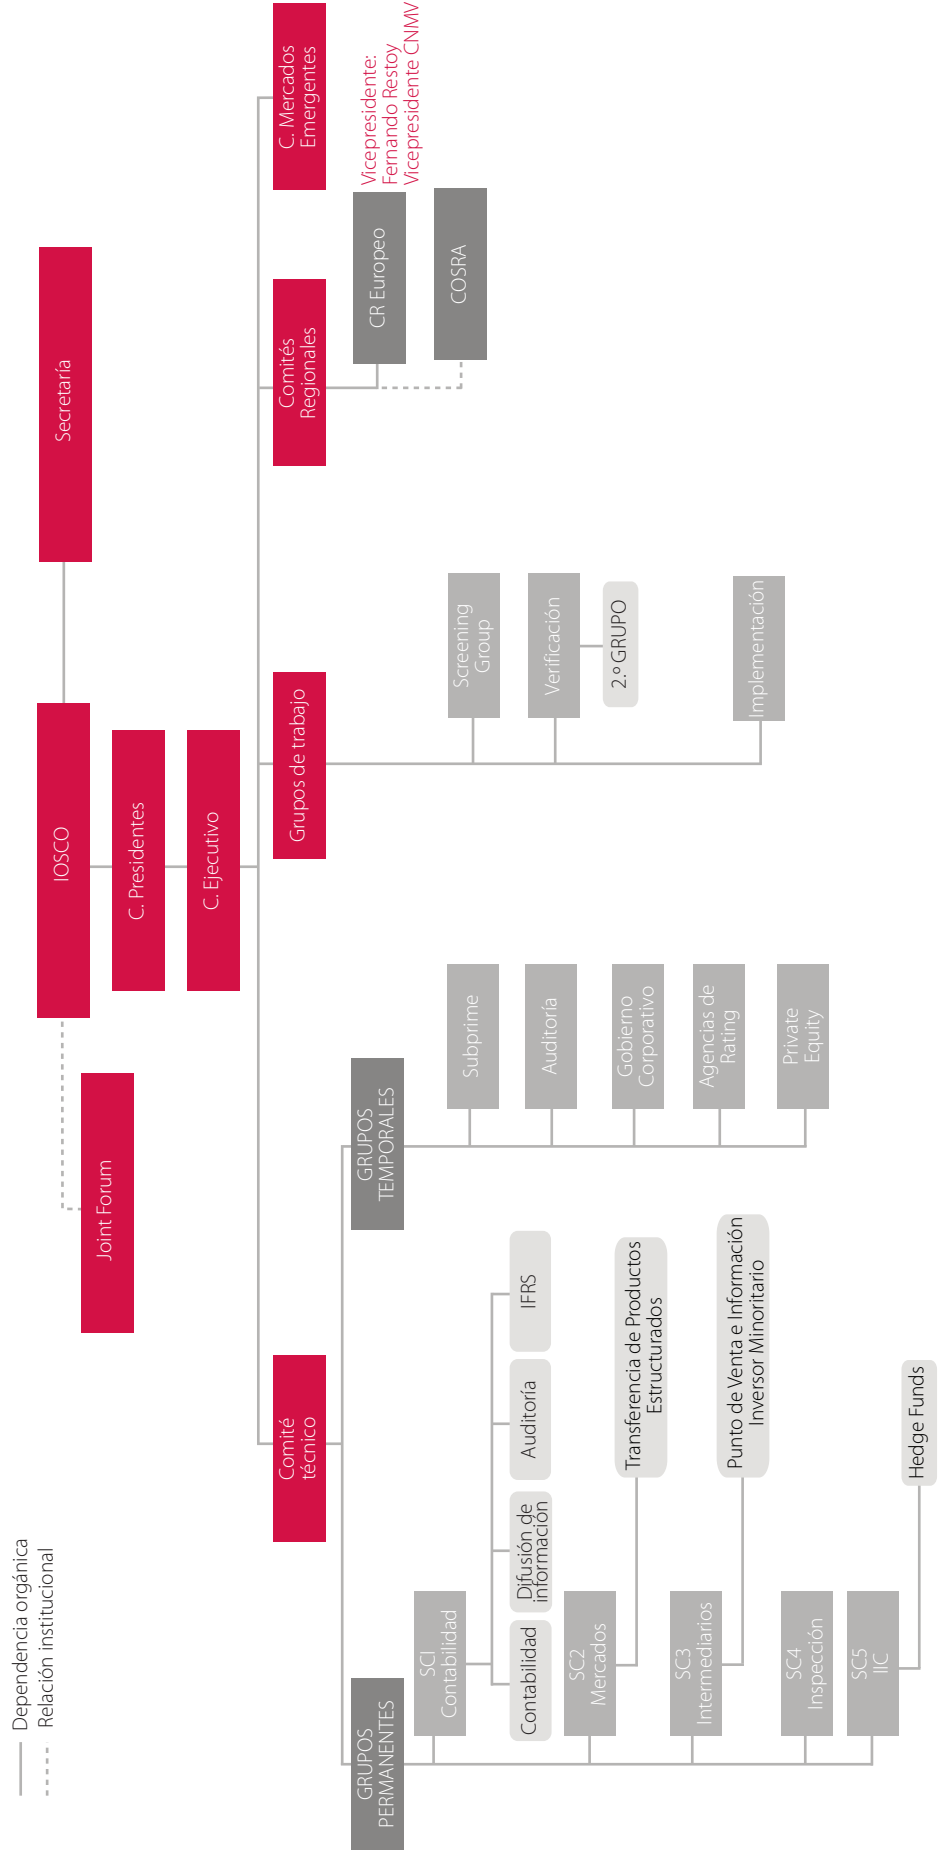 Dependencia orgánica
Relación institucional
IOSCO
Secretaría
Joint Forum
C. Presidentes
C. Ejecutivo
Comité
técnico
Grupos de trabajo
Comités
Regionales
C. Mercados
Emergentes
GRUPOS
PERMANENTES
GRUPOS
TEMPORALES
CR Europeo
Vicepresidente:
Fernando Restoy
Vicepresidente CNMV
COSRA
SCI
Contabilidad
Contabilidad
Difusión de
información
Auditoría
IFRS
SC2
Mercados
Transferencia de Productos
Estructurados
SC3
Intermediarios
Punto de Venta e Información
Inversor Minoritario
SC4
Inspección
SC5
IIC
Hedge Funds
Subprime
Auditoría
Gobierno
Corporativo
Agencias de
Rating
Private
Equity
Screening
Group
Verificación
2.º GRUPO
Implementación